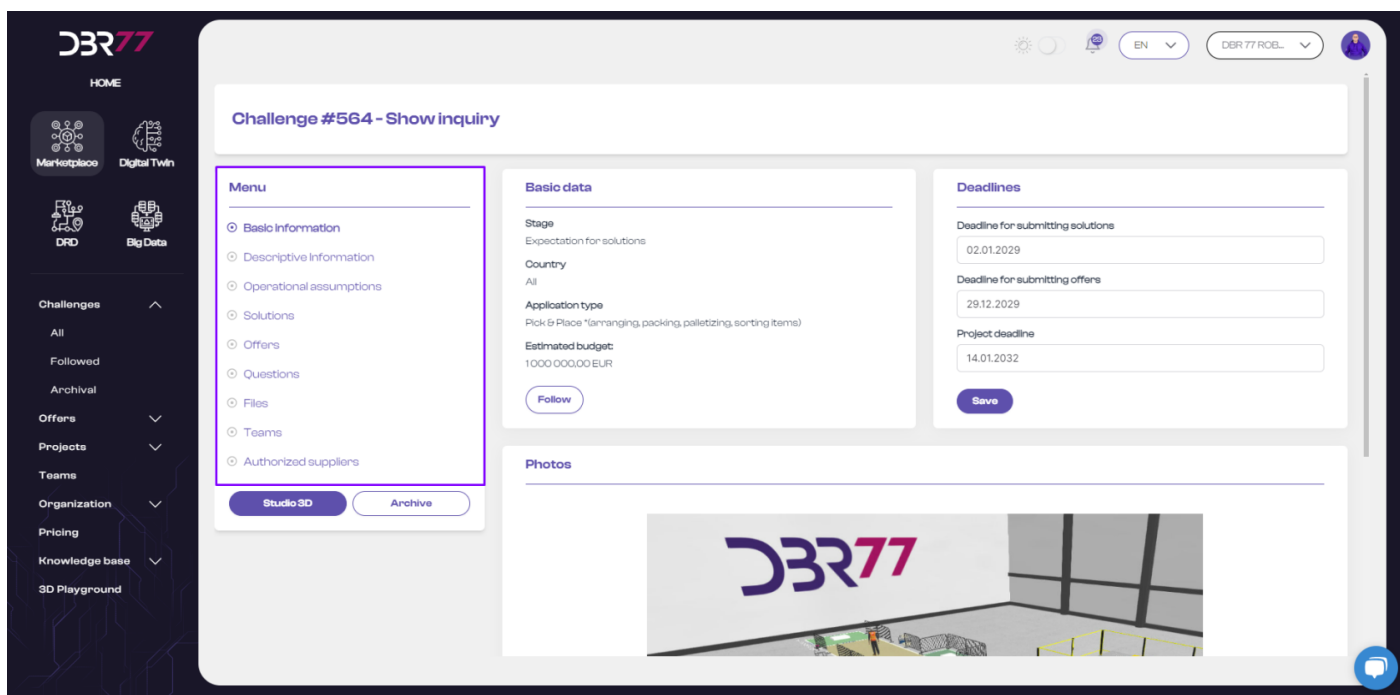 DBR77
HOME
Marketplace
Digital Twin
DRD
Big Data
Challenges
All
Followed
Archival
Offers
Projects
Teams
Organization
Pricing
Knowledge base
3D Playground
EN
DBR 77 ROB...
Challenge #564 - Show inquiry
Menu
Basic Information
Descriptive Information
Operational assumptions
Solutions
Offers
Questions
Files
Teams
Authorized suppliers
Studio 3D
Archive
Basic data
Stage
Expectation for solutions
Country
All
Application type
Pick & Place *(arranging, packing, palletizing, sorting items)
Estimated budget:
1 000 000,00 EUR
Follow
Deadlines
Deadline for submitting solutions
02.01.2029
Deadline for submitting offers
29.12.2029
Project deadline
14.01.2032
Save
Photos
DBR77